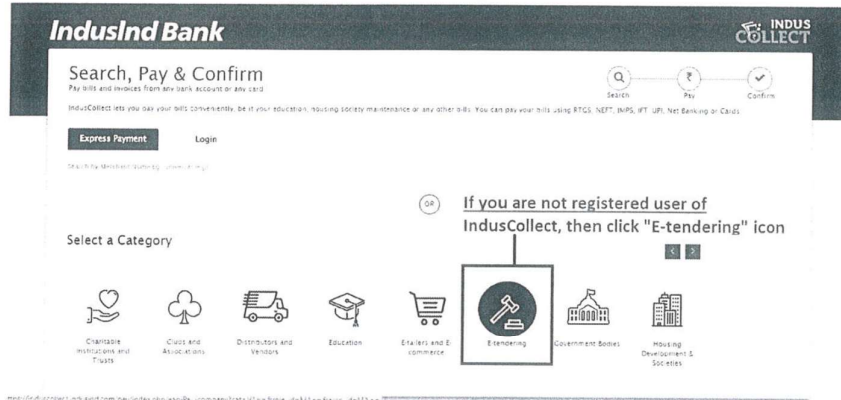 IndusInd Bank
INDUS
COLLECT
Search, Pay & Confirm
Pay bills and invoices from any bank account or any card
Search
Pay
Confirm
IndusCollect lets you pay your bills conveniently, be it your education, housing society maintenance or any other bills. You can pay your bills using RTGS, NEFT, IMPS, IFT, UPI, Net Banking or Cards
Express Payment
Login
Search by Merchant Name
OR
If you are not registered user of
IndusCollect, then click "E-tendering" icon
Select a Category
Charitable
Institutions and
Trusts
Clubs and
Associations
Distributors and
Vendors
Education
E-tailers and E-
commerce
E-tendering
Government Bodies
Housing
Development &
Societies